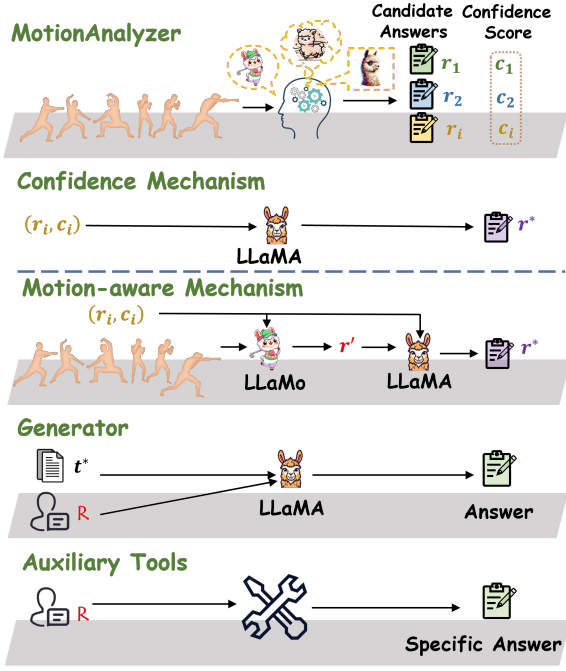 MotionAnalyzer
Candidate Answers
Confidence Score
r₁
c₁
r₂
c₂
rᵢ
cᵢ
Confidence Mechanism
(rᵢ, cᵢ)
LLaMA
r*
Motion-aware Mechanism
(rᵢ, cᵢ)
LLaMo
r′
LLaMA
r*
Generator
t*
R
LLaMA
Answer
Auxiliary Tools
R
Specific Answer